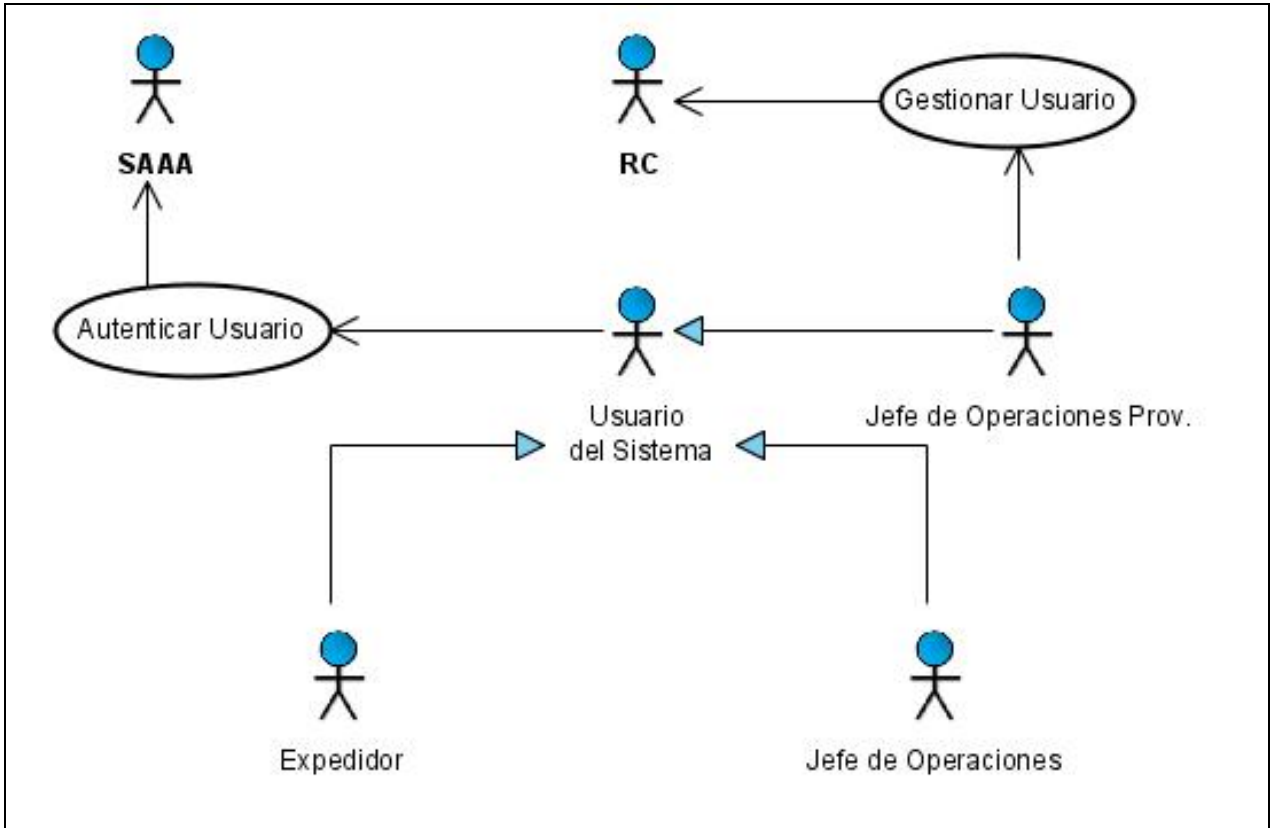 SAAA
RC
Gestionar Usuario
Autenticar Usuario
Usuario
del Sistema
Jefe de Operaciones Prov.
Expedidor
Jefe de Operaciones